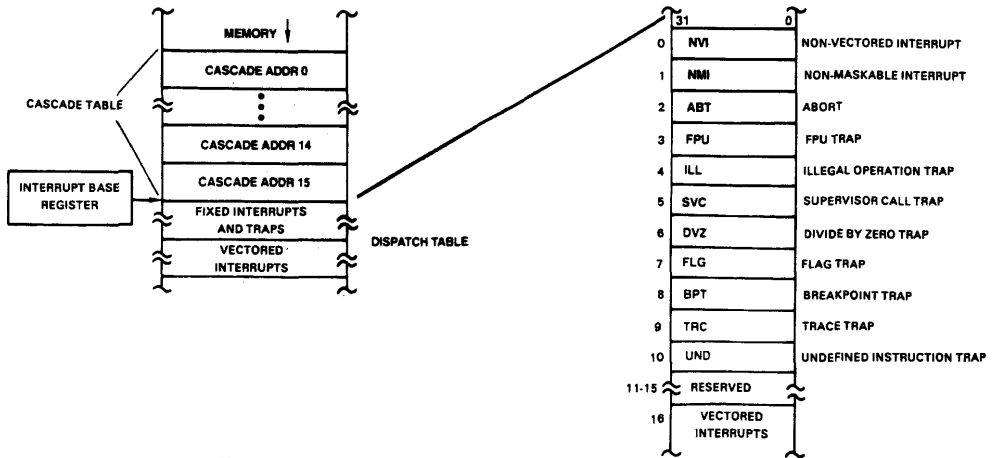 MEMORY
CASCADE ADDR 0
CASCADE TABLE
CASCADE ADDR 14
CASCADE ADDR 15
INTERRUPT BASE
REGISTER
FIXED INTERRUPTS
AND TRAPS
DISPATCH TABLE
VECTORED
INTERRUPTS
31 0
0 NVI NON-VECTORED INTERRUPT
1 NMI NON-MASKABLE INTERRUPT
2 ABT ABORT
3 FPU FPU TRAP
4 ILL ILLEGAL OPERATION TRAP
5 SVC SUPERVISOR CALL TRAP
6 DVZ DIVIDE BY ZERO TRAP
7 FLG FLAG TRAP
8 BPT BREAKPOINT TRAP
9 TRC TRACE TRAP
10 UND UNDEFINED INSTRUCTION TRAP
11-15 RESERVED
16 VECTORED
INTERRUPTS